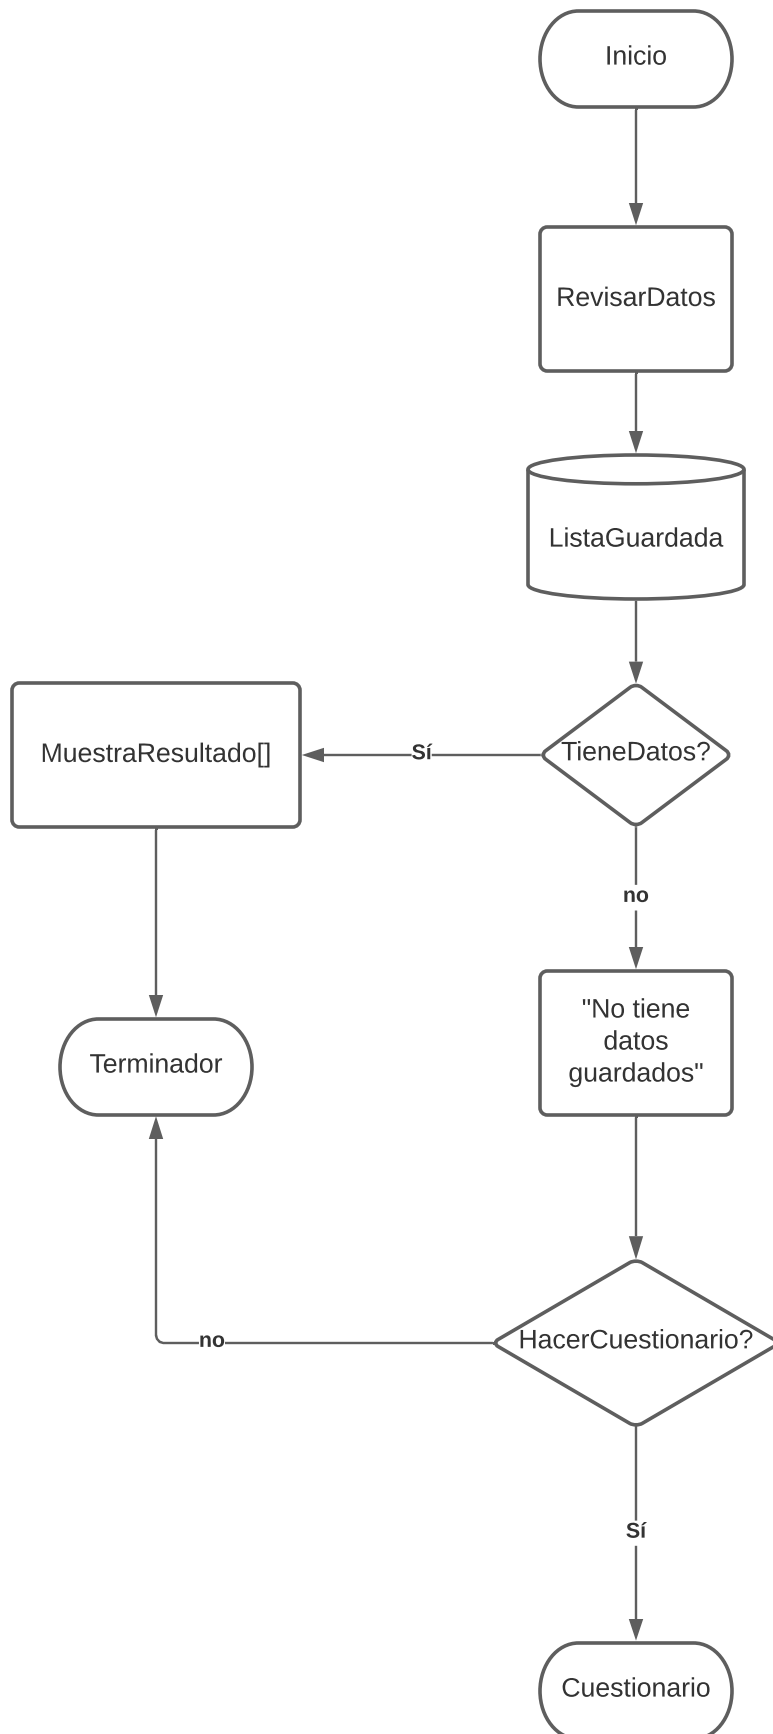 Inicio
RevisarDatos
ListaGuardada
MuestraResultado[]
Sí
TieneDatos?
no
"No tiene
datos
guardados"
Terminador
no
HacerCuestionario?
Sí
Cuestionario